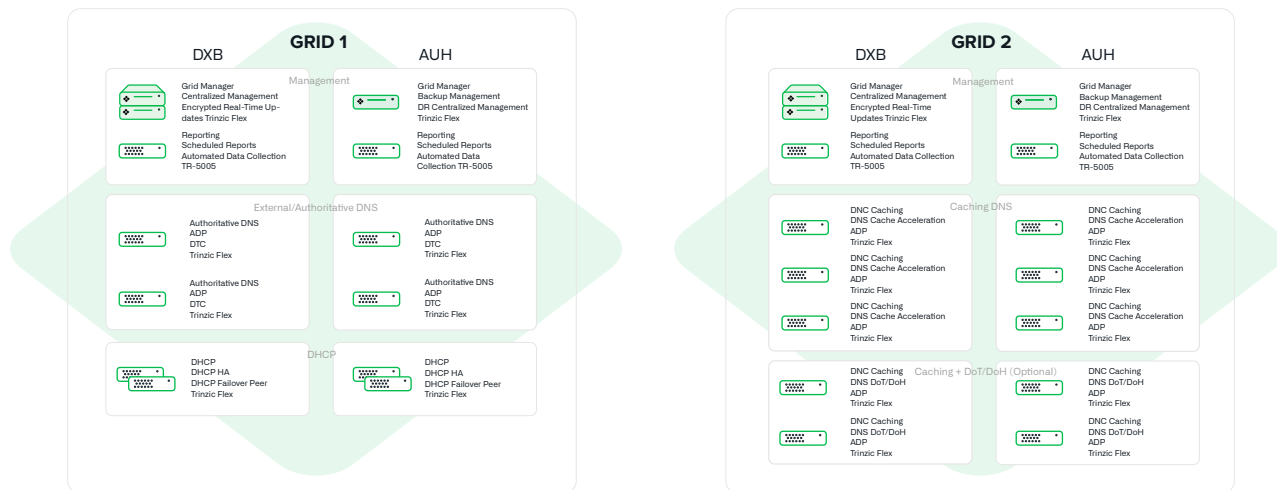 GRID 1
DXB
AUH
Management
Grid Manager
Centralized Management
Encrypted Real-Time Up-
dates Trinzic Flex
Reporting
Scheduled Reports
Automated Data Collection
TR-5005
Grid Manager
Backup Management
DR Centralized Management
Trinzic Flex
Reporting
Scheduled Reports
Automated Data
Collection TR-5005
External/Authoritative DNS
Authoritative DNS
ADP
DTC
Trinzic Flex
Authoritative DNS
ADP
DTC
Trinzic Flex
Authoritative DNS
ADP
DTC
Trinzic Flex
Authoritative DNS
ADP
DTC
Trinzic Flex
DHCP
DHCP
DHCP HA
DHCP Failover Peer
Trinzic Flex
DHCP
DHCP HA
DHCP Failover Peer
Trinzic Flex
GRID 2
DXB
AUH
Management
Grid Manager
Centralized Management
Encrypted Real-Time
Updates Trinzic Flex
Reporting
Scheduled Reports
Automated Data Collection
TR-5005
Grid Manager
Backup Management
DR Centralized Management
Trinzic Flex
Reporting
Scheduled Reports
Automated Data Collection
TR-5005
Caching DNS
DNC Caching
DNS Cache Acceleration
ADP
Trinzic Flex
DNC Caching
DNS Cache Acceleration
ADP
Trinzic Flex
DNC Caching
DNS Cache Acceleration
ADP
Trinzic Flex
DNC Caching
DNS Cache Acceleration
ADP
Trinzic Flex
DNC Caching
DNS Cache Acceleration
ADP
Trinzic Flex
DNC Caching
DNS Cache Acceleration
ADP
Trinzic Flex
Caching + DoT/DoH (Optional)
DNC Caching
DNS DoT/DoH
ADP
Trinzic Flex
DNC Caching
DNS DoT/DoH
ADP
Trinzic Flex
DNC Caching
DNS DoT/DoH
ADP
Trinzic Flex
DNC Caching
DNS DoT/DoH
ADP
Trinzic Flex